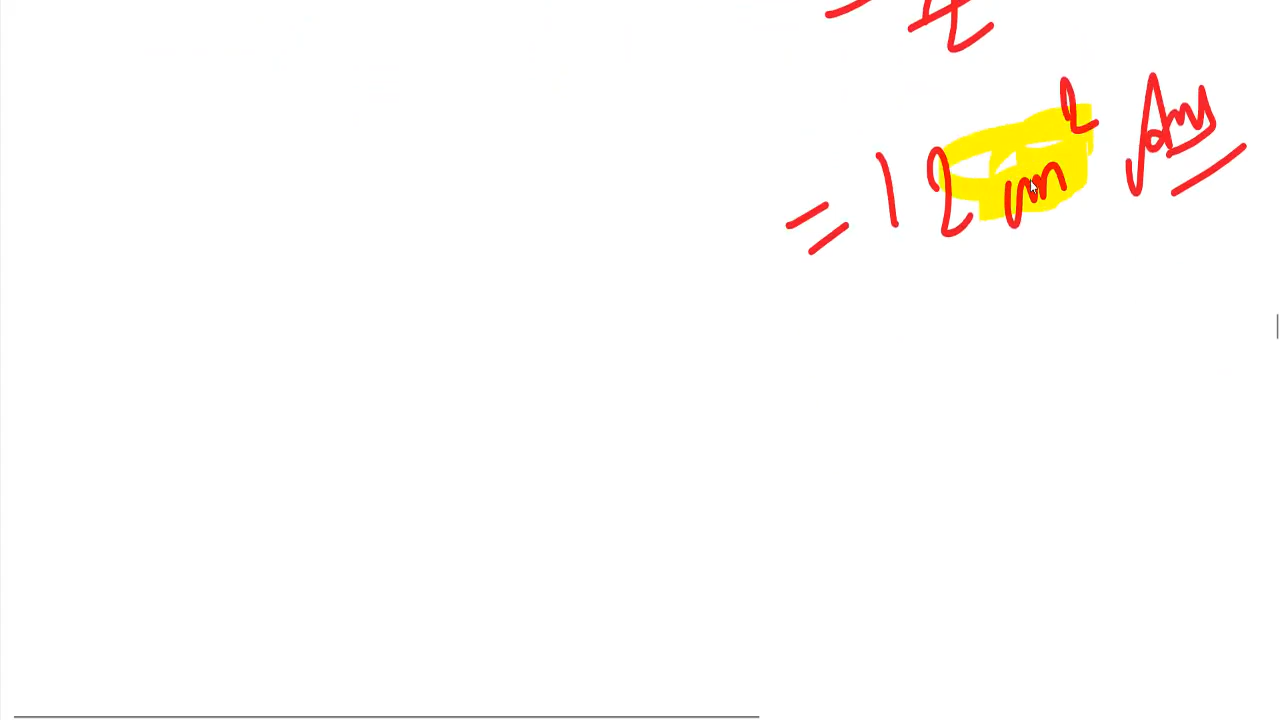 = 12 cm² Ans